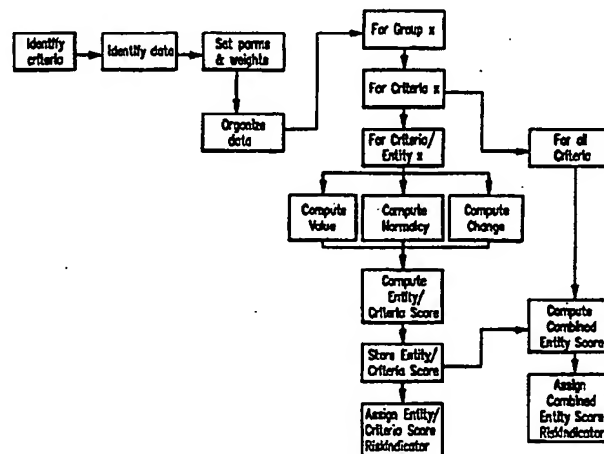 Identify
criteria
Identify data
Set parms
& weights
Organize
data
For Group x
For Criteria x
For Criteria/
Entity x
For all
Criteria
Compute
Value
Compute
Normalcy
Compute
Change
Compute
Entity/
Criteria Score
Store Entity/
Criteria Score
Assign Entity/
Criteria Score
RiskIndicator
Compute
Combined
Entity Score
Assign
Combined
Entity Score
RiskIndicator